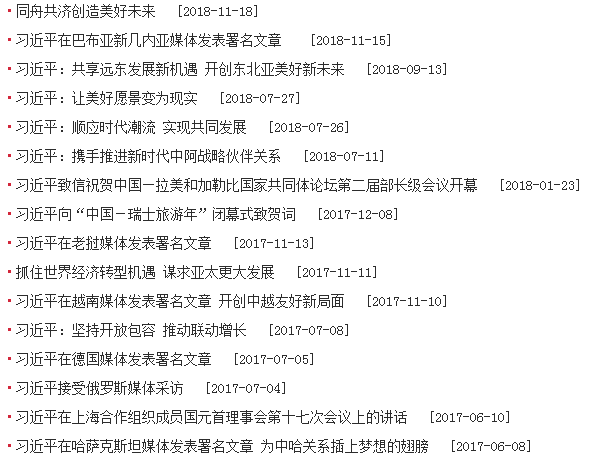 同舟共济创造美好未来 [2018-11-18]
习近平在巴布亚新几内亚媒体发表署名文章 [2018-11-15]
习近平：共享远东发展新机遇 开创东北亚美好新未来 [2018-09-13]
习近平：让美好愿景变为现实 [2018-07-27]
习近平：顺应时代潮流 实现共同发展 [2018-07-26]
习近平：携手推进新时代中阿战略伙伴关系 [2018-07-11]
习近平致信祝贺中国－拉美和加勒比国家共同体论坛第二届部长级会议开幕 [2018-01-23]
习近平向“中国－瑞士旅游年”闭幕式致贺词 [2017-12-08]
习近平在老挝媒体发表署名文章 [2017-11-13]
抓住世界经济转型机遇 谋求亚太更大发展 [2017-11-11]
习近平在越南媒体发表署名文章 开创中越友好新局面 [2017-11-10]
习近平：坚持开放包容 推动联动增长 [2017-07-08]
习近平在德国媒体发表署名文章 [2017-07-05]
习近平接受俄罗斯媒体采访 [2017-07-04]
习近平在上海合作组织成员国元首理事会第十七次会议上的讲话 [2017-06-10]
习近平在哈萨克斯坦媒体发表署名文章 为中哈关系插上梦想的翅膀 [2017-06-08]